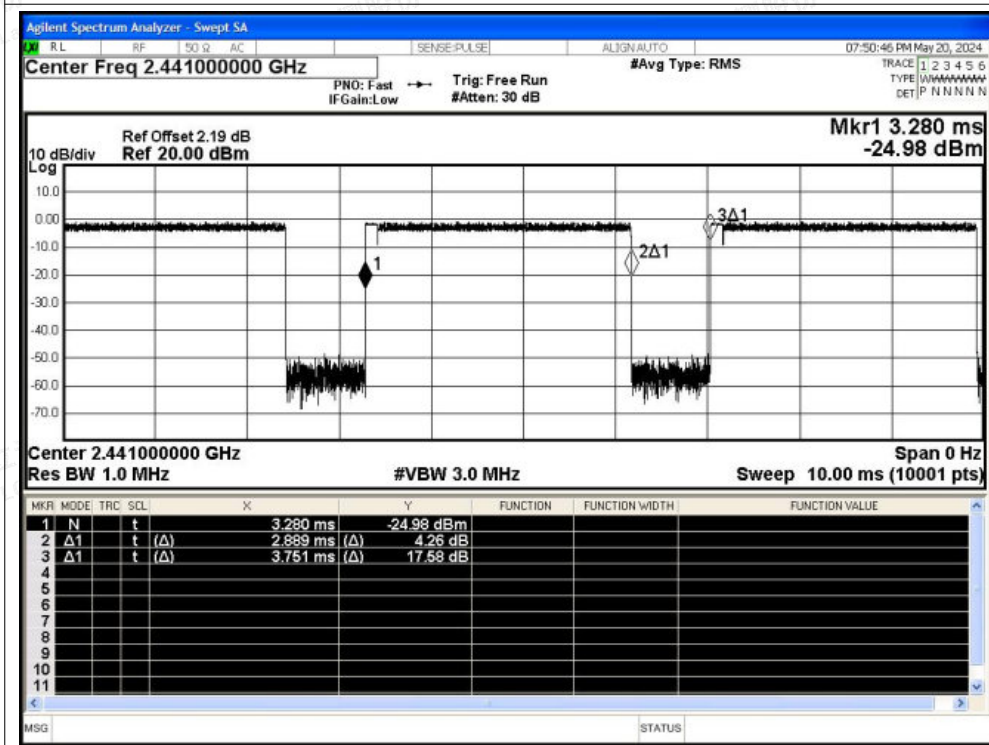 Agilent Spectrum Analyzer - Swept SA
RL RF 50 Ω AC SENSE:PULSE ALIGN AUTO 07:50:46 PM May 20, 2024
Center Freq 2.441000000 GHz #Avg Type: RMS TRACE 1 2 3 4 5 6
PNO: Fast Trig: Free Run TYPE WWWWWW
IFGain:Low #Atten: 30 dB DET P N N N N N
Mkr1 3.280 ms
Ref Offset 2.19 dB
10 dB/div Ref 20.00 dBm -24.98 dBm
Log
10.0
0.00 3Δ1
-10.0
2Δ1
-20.0 1
-30.0
-40.0
-50.0
-60.0
-70.0
Center 2.441000000 GHz Span 0 Hz
Res BW 1.0 MHz #VBW 3.0 MHz Sweep 10.00 ms (10001 pts)
MKR MODE TRC SCL X Y FUNCTION FUNCTION WIDTH FUNCTION VALUE
1 N t 3.280 ms -24.98 dBm
2 Δ1 t (Δ) 2.889 ms (Δ) 4.26 dB
3 Δ1 t (Δ) 3.751 ms (Δ) 17.58 dB
4
5
6
7
8
9
10
11
MSG STATUS